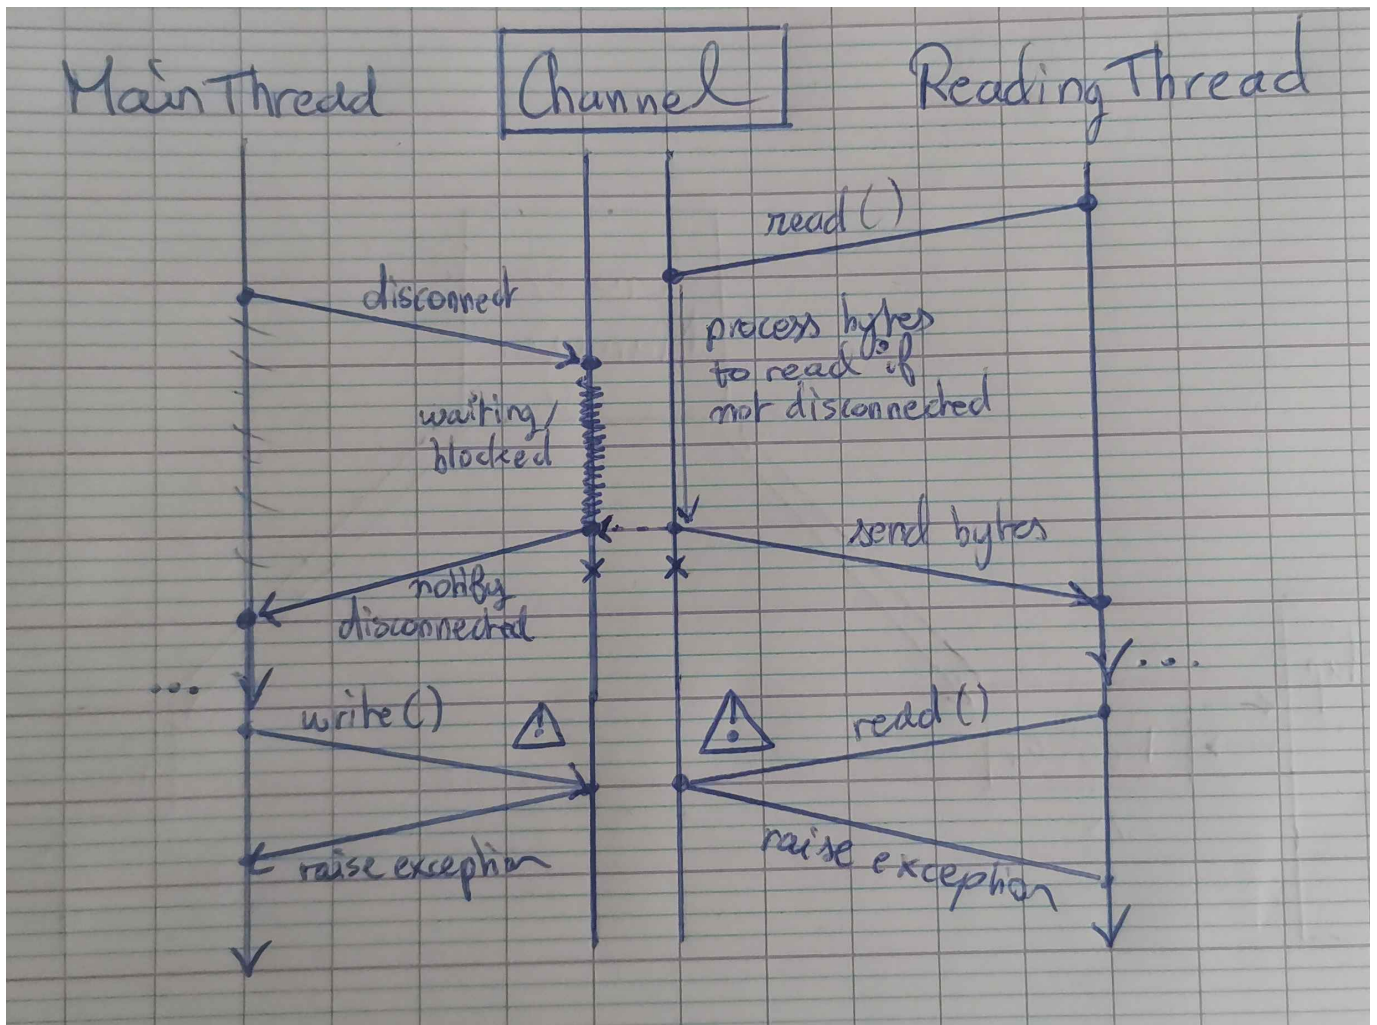 Main Thread
Channel
Reading Thread
read()
disconnect
process bytes
to read if
not disconnected
waiting/
blocked
send bytes
notify
disconnected
...
...
write()
!
!
read()
raise exception
raise exception